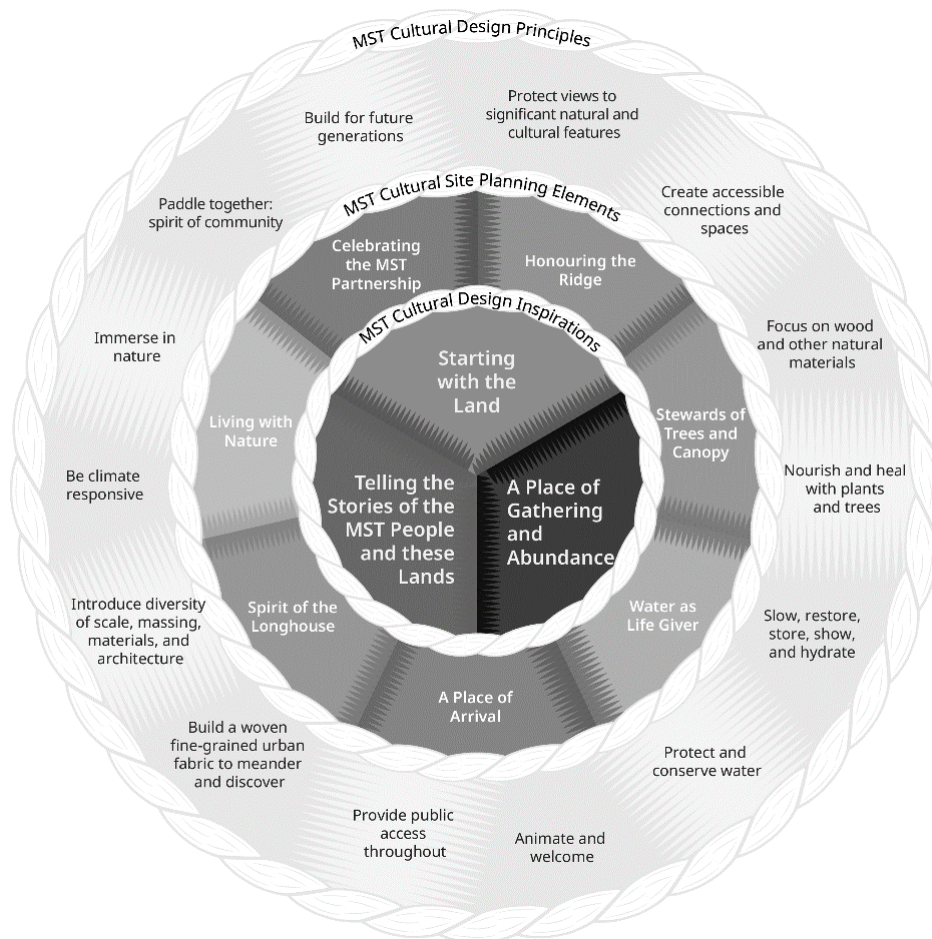 MST Cultural Design Principles
Protect views to
significant natural and
cultural features
Create accessible
connections and
spaces
Focus on wood
and other natural
materials
Nourish and heal
with plants
and trees
Slow, restore,
store, show,
and hydrate
Protect and
conserve water
Animate and
welcome
Provide public
access
throughout
Build a woven
fine-grained urban
fabric to meander
and discover
Introduce diversity
of scale, massing,
materials, and
architecture
Be climate
responsive
Immerse in
nature
Paddle together:
spirit of community
Build for future
generations
MST Cultural Site Planning Elements
Honouring the
Ridge
Stewards of
Trees and
Canopy
Water as
Life Giver
A Place of
Arrival
Spirit of the
Longhouse
Living with
Nature
Celebrating
the MST
Partnership
MST Cultural Design Inspirations
Starting
with the
Land
A Place of
Gathering
and
Abundance
Telling the
Stories of the
MST People
and these
Lands